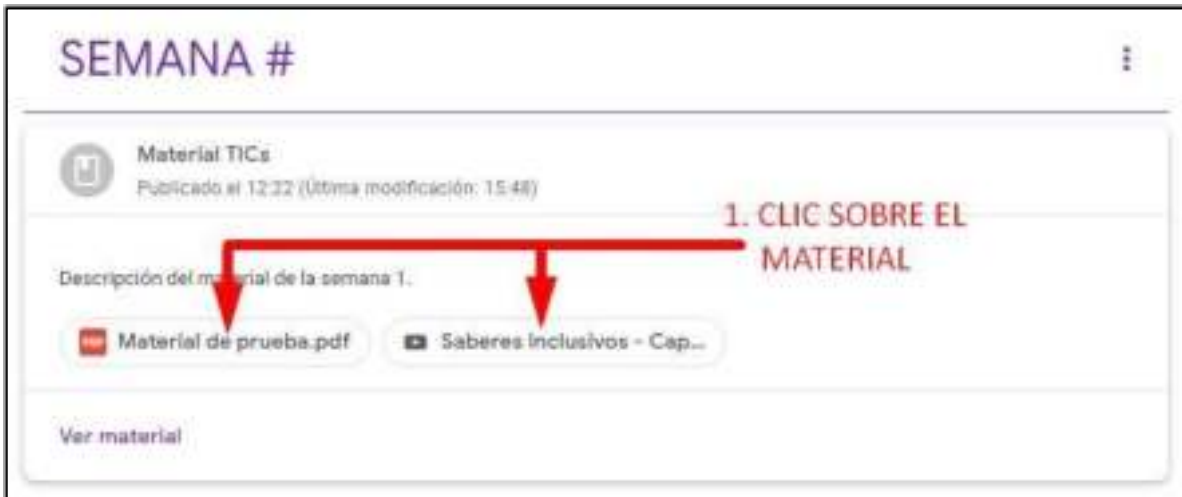 SEMANA #
Material TICs
Publicado el 12:22 (Última modificación: 15:48)
1. CLIC SOBRE EL
MATERIAL
Descripción del material de la semana 1.
PDF Material de prueba.pdf
Saberes Inclusivos - Cap...
Ver material